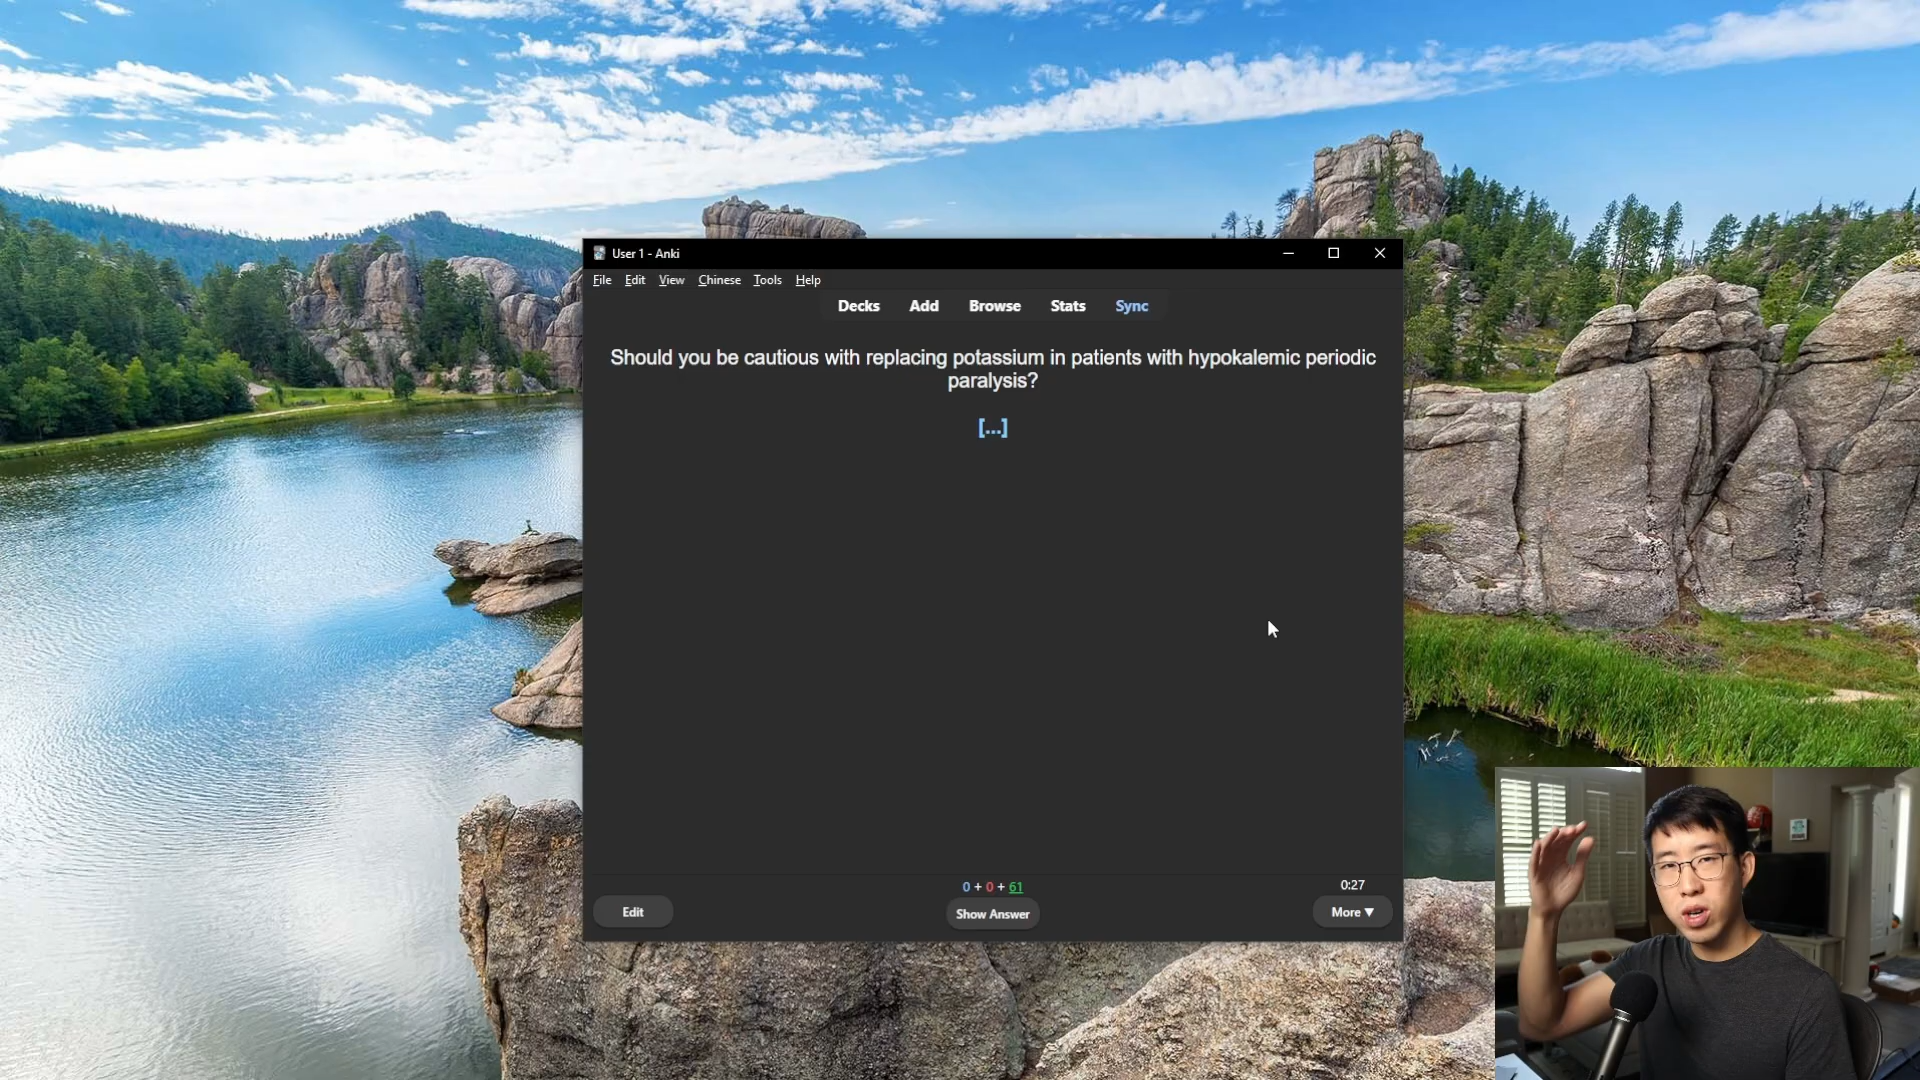 User 1 - Anki
File Edit View Chinese Tools Help
Decks Add Browse Stats Sync
Should you be cautious with replacing potassium in patients with hypokalemic periodic
paralysis?
[...]
0 + 0 + 61
0:27
Edit
Show Answer
More ▼